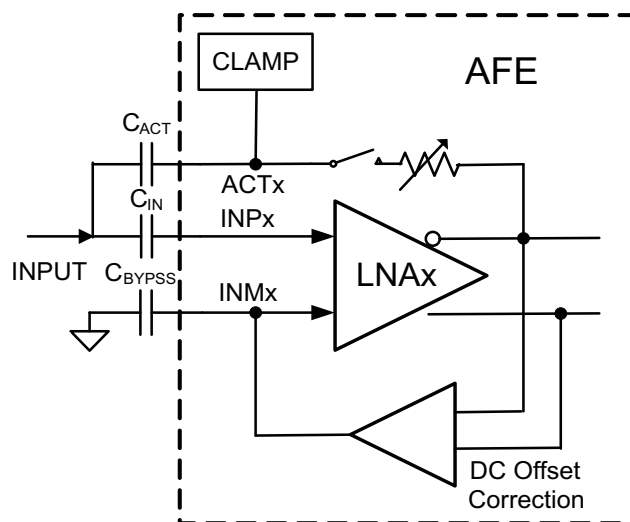 CLAMP
AFE
CACT
ACTx
CIN
INPx
INPUT
LNAx
CBYPSS
INMx
DC Offset
Correction